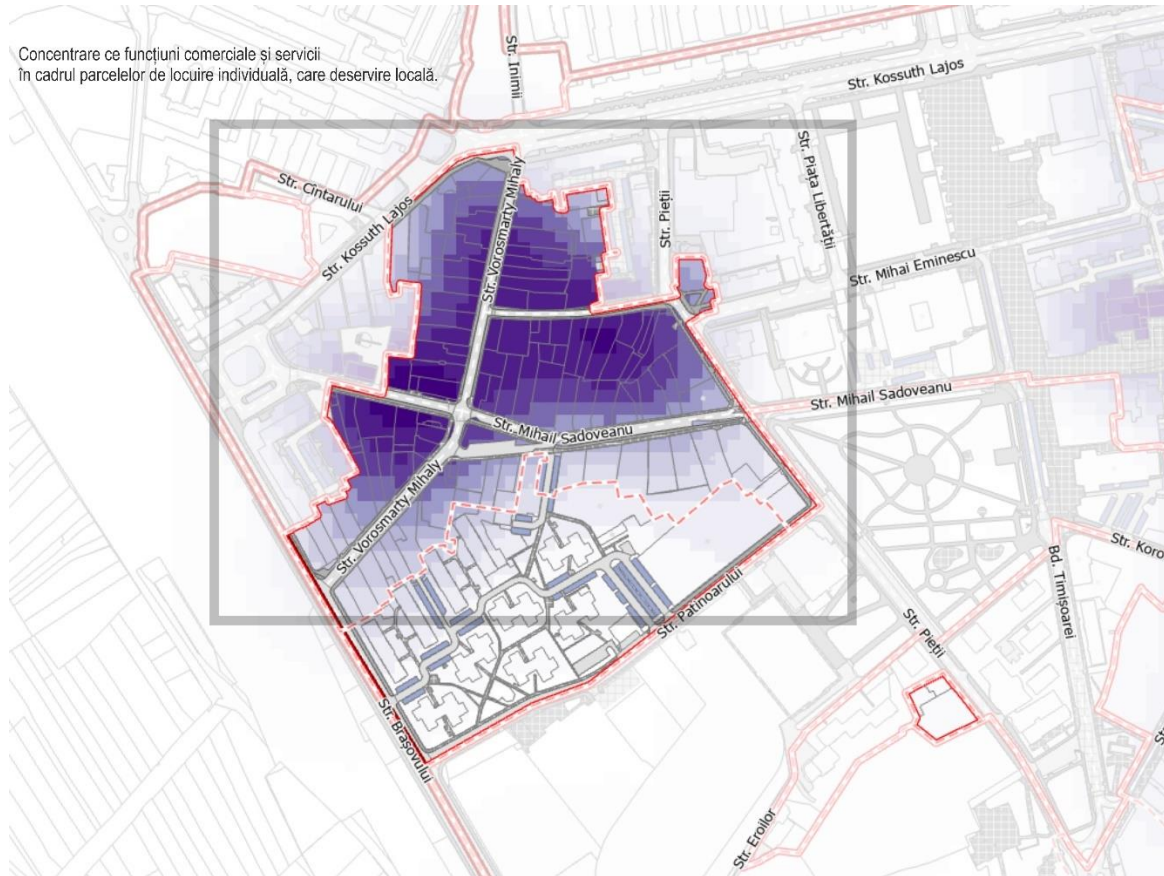 Concentrare ce funcțiuni comerciale și servicii
în cadrul parcelelor de locuire individuală, care deservire locală.
Str. Inimii
Str. Kossuth Lajos
Str. Cîntarului
Str. Kossuth Lajos
Str. Vorosmarty Mihaly
Str. Pieții
Str. Piața Libertății
Str. Mihai Eminescu
Str. Mihail Sadoveanu
Str. Mihail Sadoveanu
Str. Vorosmarty Mihaly
Str. Patinoarului
Str. Pieții
Bd. Timișoarei
Str. Koro
Str. Brașovului
Str. Eroilor